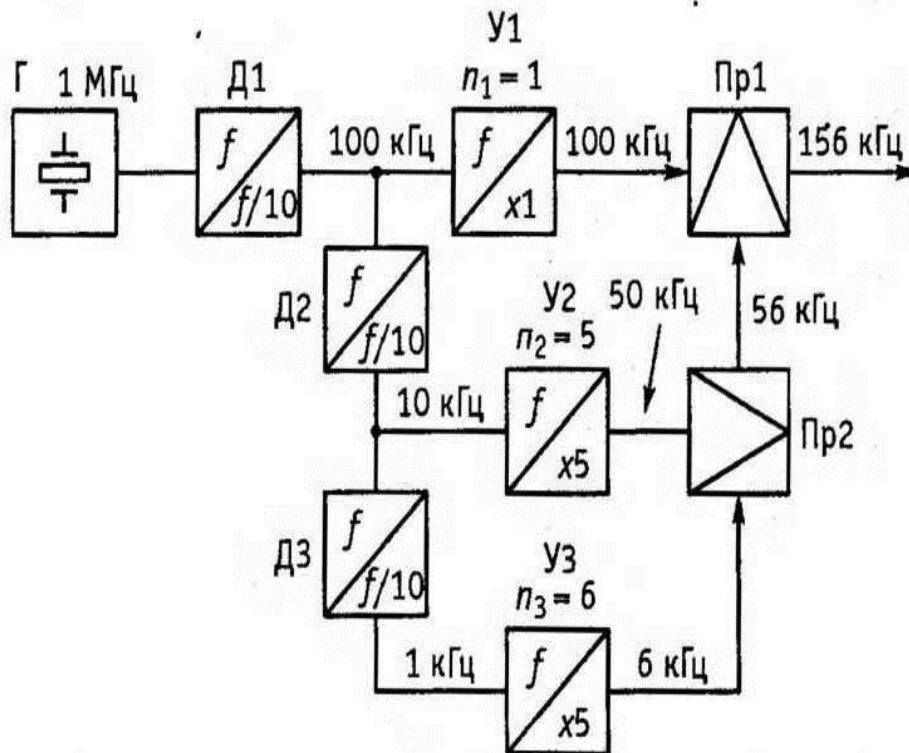 У1
Г 1 МГц Д1 n₁ = 1 Пр1
f f/10
100 кГц
f x1
100 кГц
156 кГц
Д2
f f/10
У2
n₂ = 5
50 кГц
56 кГц
10 кГц
f x5
Пр2
Д3
f f/10
У3
n₃ = 6
1 кГц
f x5
6 кГц